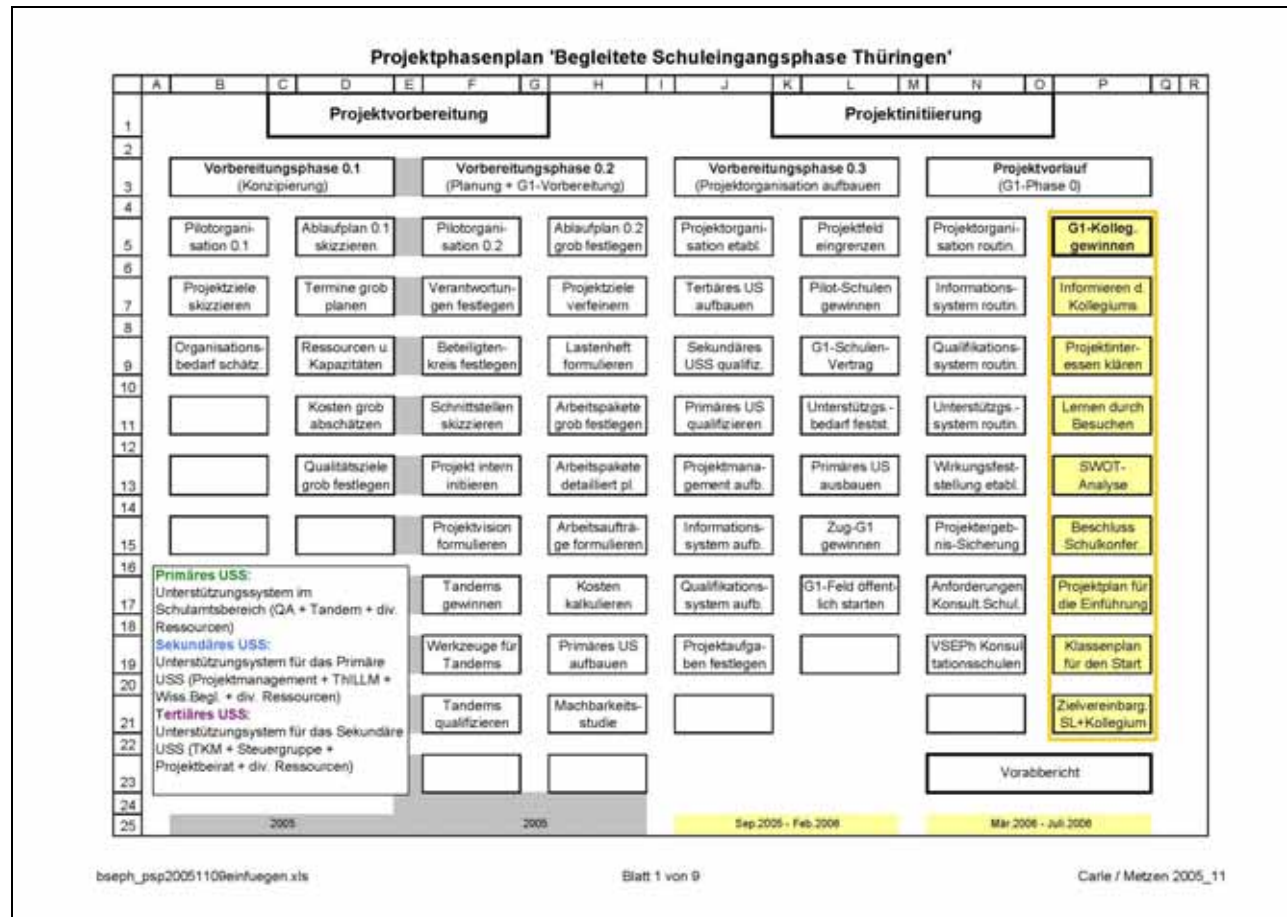 Projektphasenplan 'Begleitete Schuleingangsphase Thüringen'
A B C D E F G H I J K L M N O P Q R
1 Projektvorbereitung Projektinitiierung
2
Vorbereitungsphase 0.1 Vorbereitungsphase 0.2 Vorbereitungsphase 0.3 Projektvorlauf
3 (Konzipierung) (Planung + G1-Vorbereitung) (Projektorganisation aufbauen (G1-Phase 0)
4
Pilotorgani- Ablaufplan 0.1 Pilotorgani- Ablaufplan 0.2 Projektorgani- Projektfeld Projektorgani- G1-Kolleg.
5 sation 0.1 skizzieren sation 0.2 grob festlegen sation etabl. eingrenzen sation routin. gewinnen
6
Projektziele Termine grob Verantwortun- Projektziele Tertiäres US Pilot-Schulen Informations- Informieren d.
7 skizzieren planen gen festlegen verfeinern aufbauen gewinnen system routin. Kollegiums
8
Organisations- Ressourcen u. Beteiligten- Lastenheft Sekundäres G1-Schulen- Qualifikations- Projektinter-
9 bedarf schätz. Kapazitäten kreis festlegen formulieren USS qualifiz. Vertrag system routin. essen klären
10
Kosten grob Schnittstellen Arbeitspakete Primäres US Unterstützgs.- Unterstützgs.- Lernen durch
11 abschätzen skizzieren grob festlegen qualifizieren bedarf festst. system routin. Besuchen
12
Qualitätsziele Projekt intern Arbeitspakete Projektmana- Primäres US Wirkungsfest- SWOT-
13 grob festlegen initiieren detailliert pl. gement aufb. ausbauen stellung etabl. Analyse
14
Projektvision Arbeitsaufträ- Informations- Zug-G1 Projektergeb- Beschluss
15 formulieren ge formulieren system aufb. gewinnen nis-Sicherung Schulkonfer.
16
Tandems Kosten Qualifikations- G1-Feld öffent- Anforderungen Projektplan für
17 gewinnen kalkulieren system aufb. lich starten Konsult.Schul. die Einführung
18
Werkzeuge für Primäres US Projektaufga- VSEPh Konsul Klassenplan
19 Tandems aufbauen ben festlegen tationsschulen für den Start
20
Tandems Machbarkeits- Zielvereinbarg.
21 qualifizieren studie SL+Kollegium
22
23 Vorabbericht
24
25 2005 2005 Sep.2005 - Feb.2006 Mär.2006 - Juli 2006
Primäres USS:
Unterstützungssystem im
Schulamtsbereich (QA + Tandem + div.
Ressourcen)
Sekundäres USS:
Unterstützungsystem für das Primäre
USS (Projektmanagement + ThILLM +
Wiss.Begl. + div. Ressourcen)
Tertiäres USS:
Unterstützungsystem für das Sekundäre
USS (TKM + Steuergruppe +
Projektbeirat + div. Ressourcen)
bseph_psp20051109einfuegen.xls Blatt 1 von 9 Carle / Metzen 2005_11